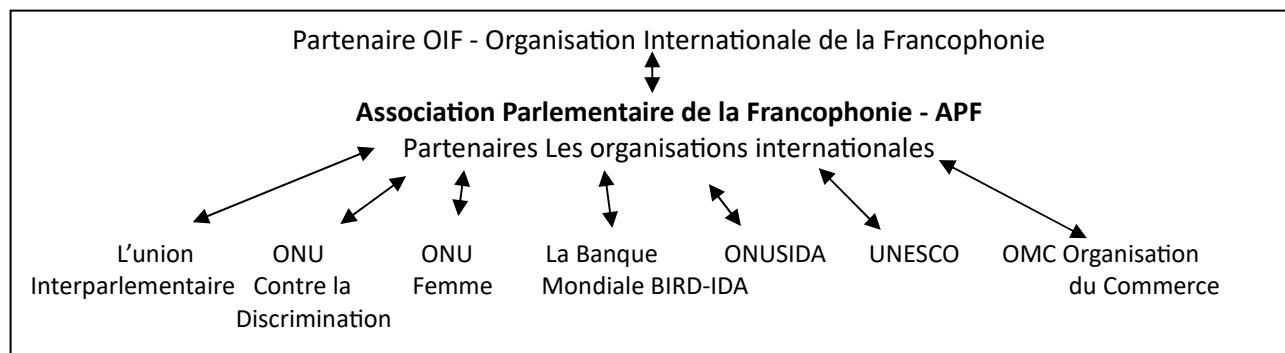 Partenaire OIF - Organisation Internationale de la Francophonie
Association Parlementaire de la Francophonie - APF
Partenaires Les organisations internationales
L’union ONU ONU La Banque ONUSIDA UNESCO OMC Organisation
Interparlementaire Contre la Femme Mondiale BIRD-IDA du Commerce
Discrimination